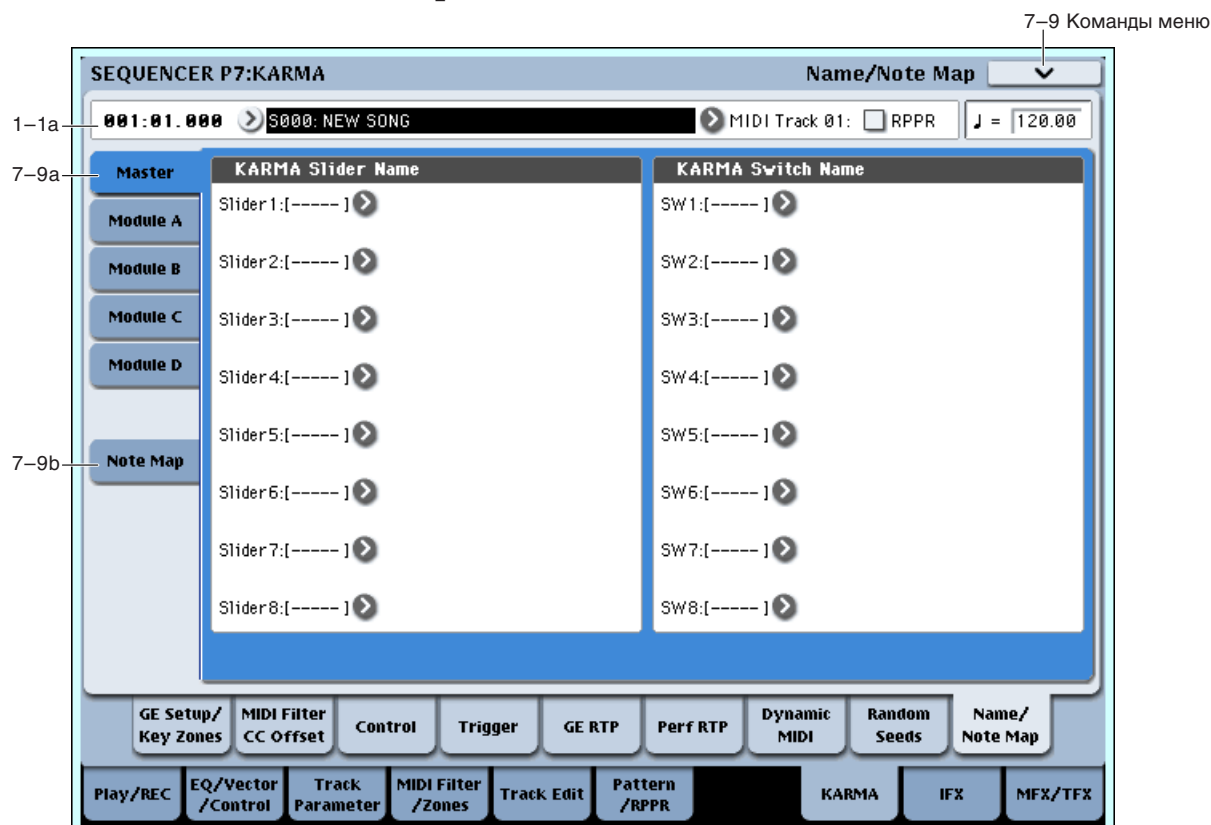 7–9 Команды меню
SEQUENCER P7:KARMA Name/Note Map
1–1a 001:01.000 S000: NEW SONG MIDI Track 01: RPPR ♩ = 120.00
7–9a Master KARMA Slider Name KARMA Switch Name
Slider1:[----- ] SW1:[----- ]
Module A
Slider2:[----- ] SW2:[----- ]
Module B
Module C Slider3:[----- ] SW3:[----- ]
Module D Slider4:[----- ] SW4:[----- ]
Slider5:[----- ] SW5:[----- ]
7–9b Note Map
Slider6:[----- ] SW6:[----- ]
Slider7:[----- ] SW7:[----- ]
Slider8:[----- ] SW8:[----- ]
GE Setup/ MIDI Filter Control Trigger GE RTP Perf RTP Dynamic Random Name/
Key Zones CC Offset MIDI Seeds Note Map
Play/REC EQ/Vector Track MIDI Filter Track Edit Pattern KARMA IFX MFX/TFX
/Control Parameter /Zones /RPPR